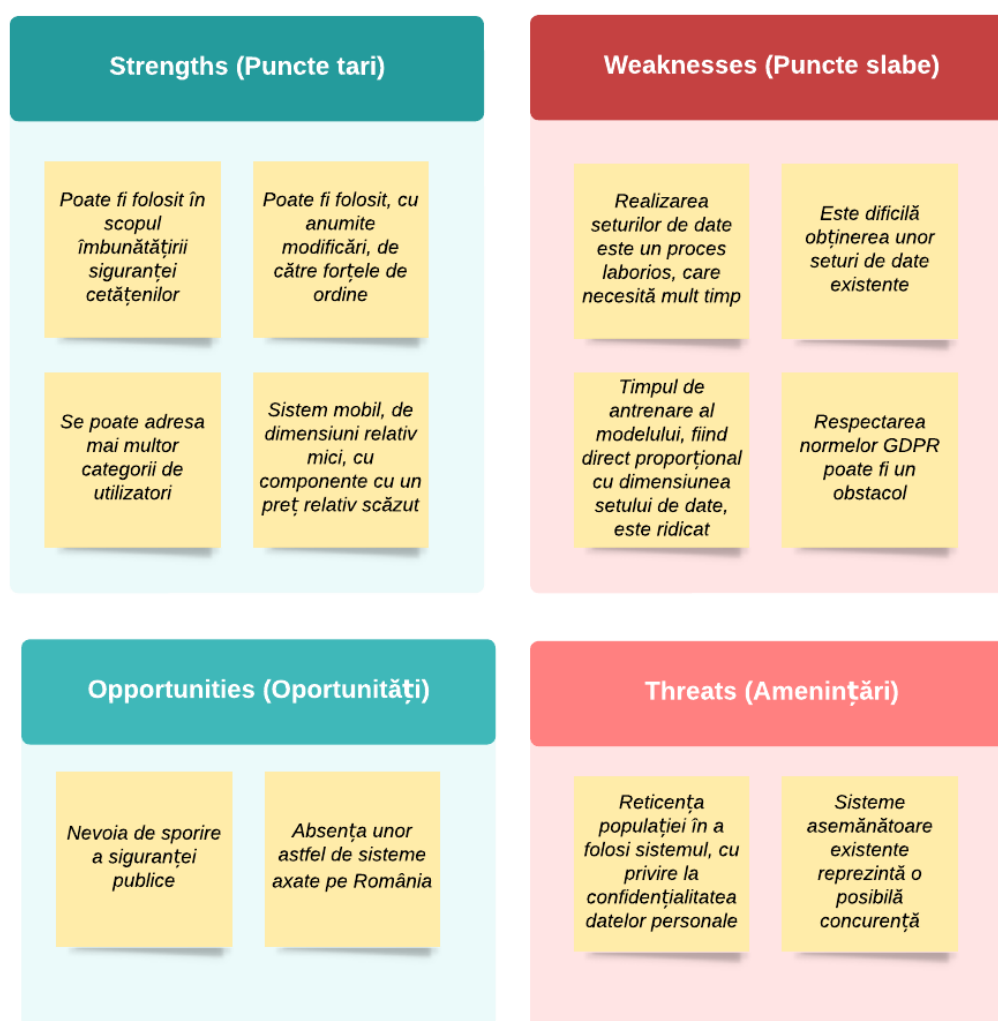 Strengths (Puncte tari)
Poate fi folosit în
scopul
îmbunătățirii
siguranței
cetățenilor
Poate fi folosit, cu
anumite
modificări, de
către forțele de
ordine
Se poate adresa
mai multor
categorii de
utilizatori
Sistem mobil, de
dimensiuni relativ
mici, cu
componente cu un
preț relativ scăzut
Weaknesses (Puncte slabe)
Realizarea
seturilor de date
este un proces
laborios, care
necesită mult timp
Este dificilă
obținerea unor
seturi de date
existente
Timpul de
antrenare al
modelului, fiind
direct proporțional
cu dimensiunea
setului de date,
este ridicat
Respectarea
normelor GDPR
poate fi un
obstacol
Opportunities (Oportunități)
Nevoia de sporire
a siguranței
publice
Absența unor
astfel de sisteme
axate pe România
Threats (Amenințări)
Reticența
populației în a
folosi sistemul, cu
privire la
confidențialitatea
datelor personale
Sisteme
asemănătoare
existente
reprezintă o
posibilă
concurență